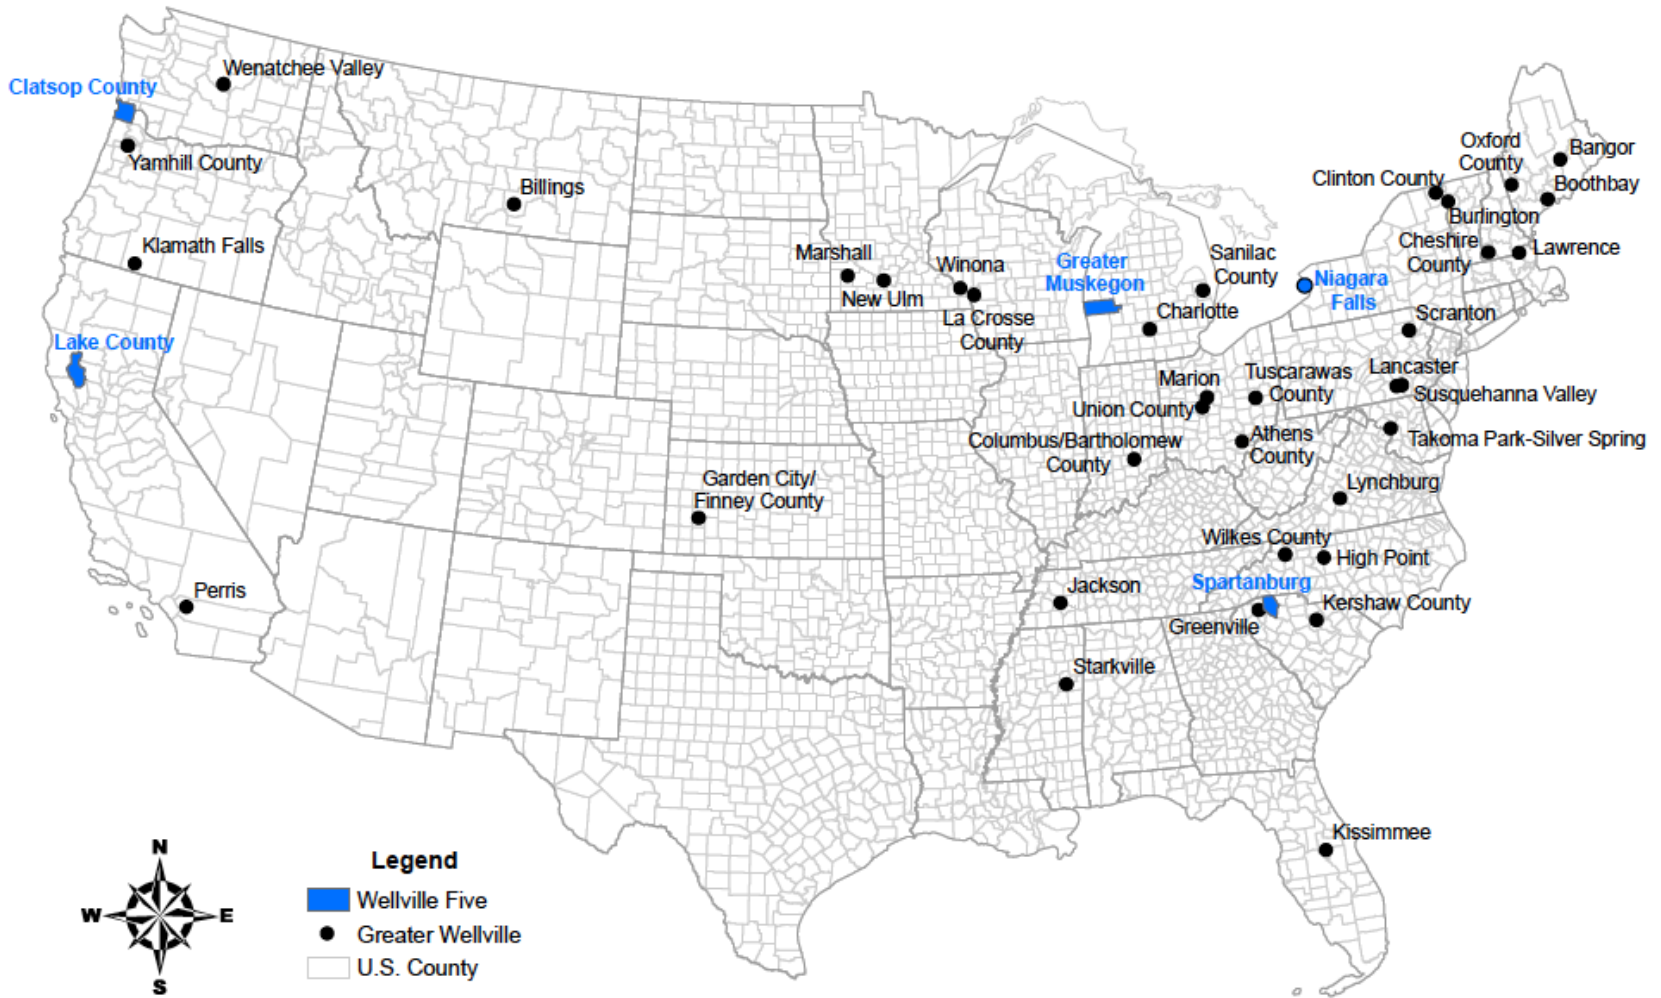 Wenatchee Valley
Clatsop County
Yamhill County
Klamath Falls
Lake County
Perris
Billings
Garden City/
Finney County
Marshall
New Ulm
Winona
La Crosse
County
Greater
Muskegon
Sanilac
County
Charlotte
Clinton County
Oxford
County
Bangor
Boothbay
Burlington
Cheshire
County
Lawrence
Niagara
Falls
Scranton
Lancaster
Susquehanna Valley
Takoma Park-Silver Spring
Marion
Union County
Tuscarawas
County
Columbus/Bartholomew
County
Athens
County
Lynchburg
Wilkes County
High Point
Spartanburg
Greenville
Kershaw County
Jackson
Starkville
Kissimmee
N
W
E
S
Legend
Wellville Five
Greater Wellville
U.S. County